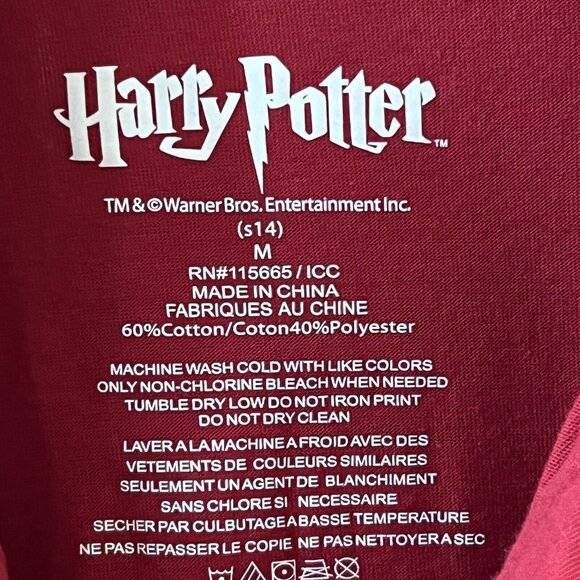 Harry Potter™
TM & © Warner Bros. Entertainment Inc.
(s14)
M
RN#115665 / ICC
MADE IN CHINA
FABRIQUES AU CHINE
60%Cotton/Coton40%Polyester
MACHINE WASH COLD WITH LIKE COLORS
ONLY NON-CHLORINE BLEACH WHEN NEEDED
TUMBLE DRY LOW DO NOT IRON PRINT
DO NOT DRY CLEAN
LAVER A LA MACHINE A FROID AVEC DES
VETEMENTS DE COULEURS SIMILAIRES
SEULEMENT UN AGENT DE BLANCHIMENT
SANS CHLORE SI NECESSAIRE
SECHER PAR CULBUTAGE A BASSE TEMPERATURE
NE PAS REPASSER LE COPIE NE PAS NETTOYER A SEC